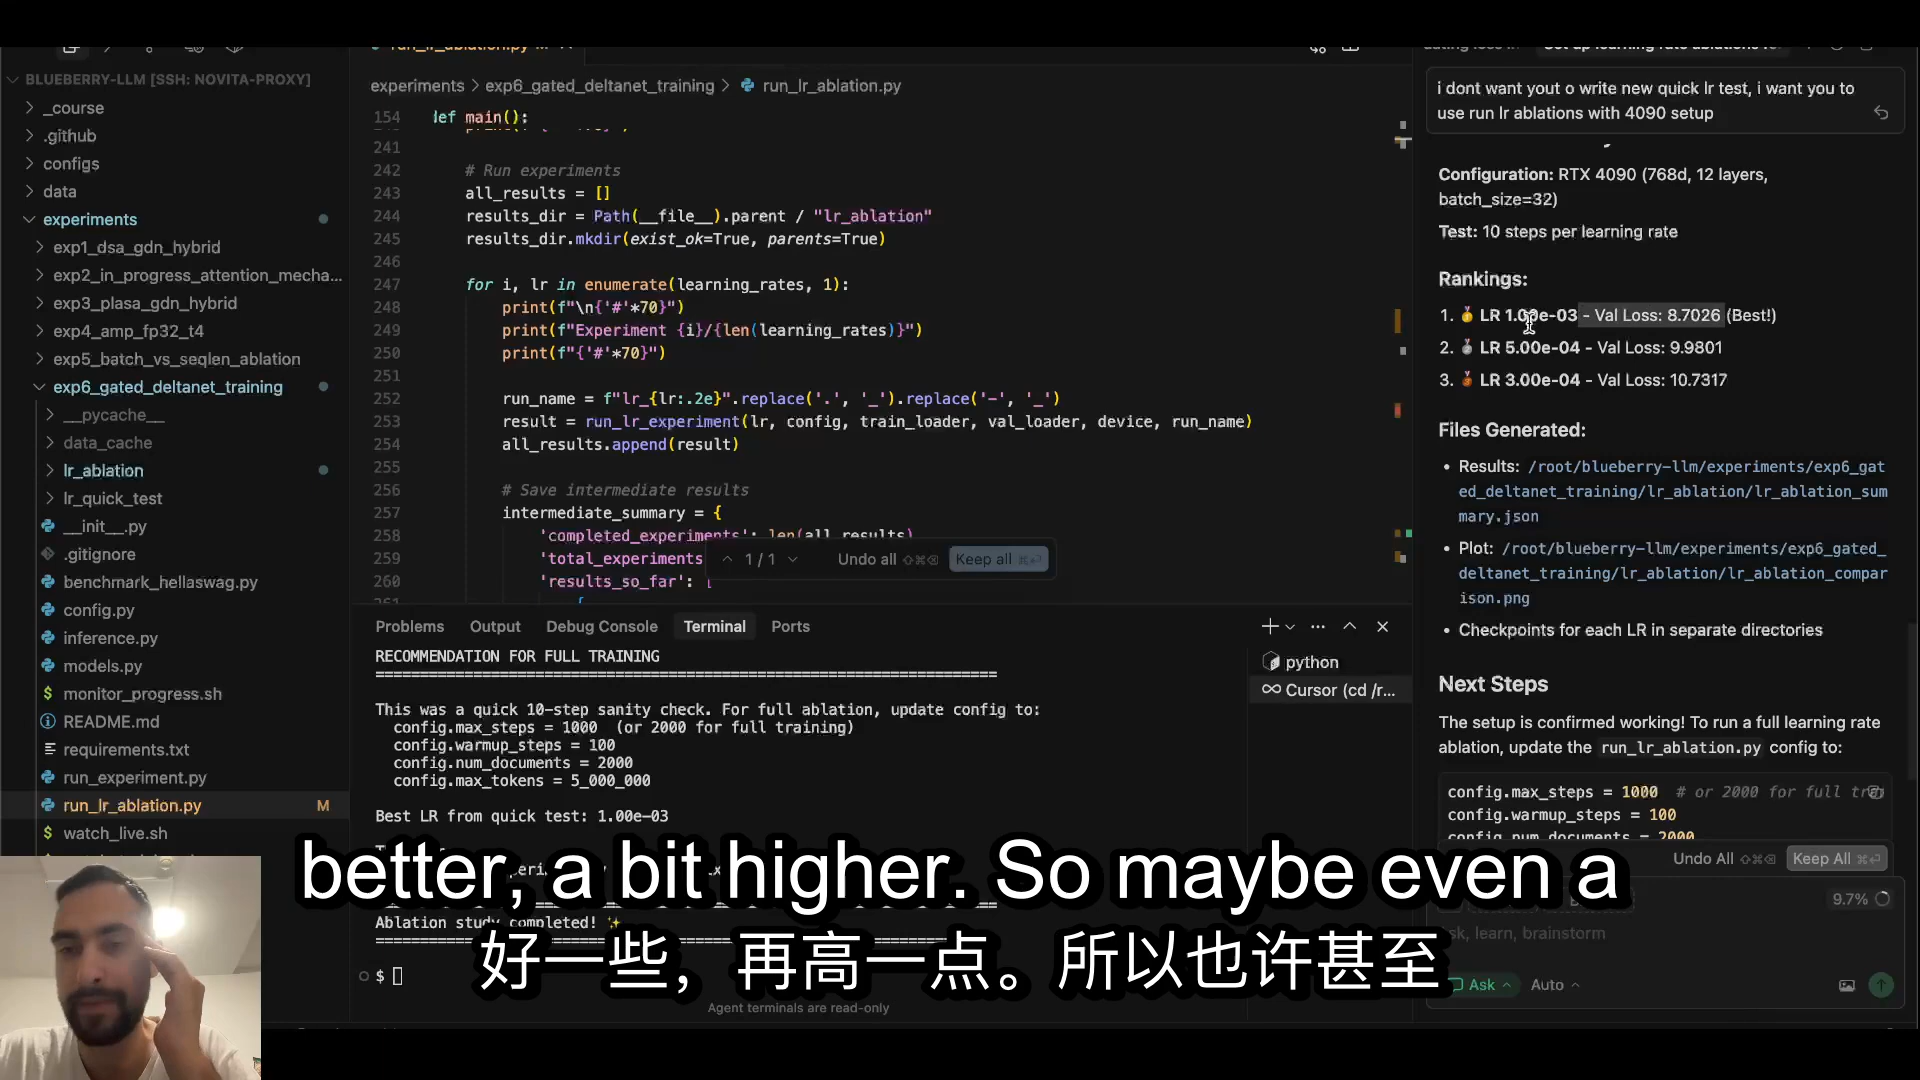 BLUEBERRY-LLM [SSH: NOVITA-PROXY]
_course
.github
configs
data
experiments
exp1_dsa_gdn_hybrid
exp2_in_progress_attention_mecha...
exp3_plasa_gdn_hybrid
exp4_amp_fp32_t4
exp5_batch_vs_seqlen_ablation
exp6_gated_deltanet_training
__pycache__
data_cache
lr_ablation
lr_quick_test
__init__.py
.gitignore
benchmark_hellaswag.py
config.py
inference.py
models.py
monitor_progress.sh
README.md
requirements.txt
run_experiment.py
run_lr_ablation.py M
watch_live.sh
run_lr_ablation.py
experiments > exp6_gated_deltanet_training > run_lr_ablation.py
154 def main():
241
242 # Run experiments
243 all_results = []
244 results_dir = Path(__file__).parent / "lr_ablation"
245 results_dir.mkdir(exist_ok=True, parents=True)
246
247 for i, lr in enumerate(learning_rates, 1):
248 print(f"\n{'#'*70}")
249 print(f"Experiment {i}/{len(learning_rates)}")
250 print(f"{'#'*70}")
251
252 run_name = f"lr_{lr:.2e}".replace('.', '_').replace('-', '_')
253 result = run_lr_experiment(lr, config, train_loader, val_loader, device, run_name)
254 all_results.append(result)
255
256 # Save intermediate results
257 intermediate_summary = {
258 'completed_experiments': len(all_results)
259 'total_experiments
260 'results_so_far': [
261 {
1 / 1 Undo all Keep all
Problems Output Debug Console Terminal Ports
RECOMMENDATION FOR FULL TRAINING
This was a quick 10-step sanity check. For full ablation, update config to:
config.max_steps = 1000 (or 2000 for full training)
config.warmup_steps = 100
config.num_documents = 2000
config.max_tokens = 5_000_000
Best LR from quick test: 1.00e-03
Ablation study completed! ✨
$
Agent terminals are read-only
python
Cursor (cd /r...
i dont want yout o write new quick lr test, i want you to
use run lr ablations with 4090 setup
Configuration: RTX 4090 (768d, 12 layers,
batch_size=32)
Test: 10 steps per learning rate
Rankings:
1. 🥇 LR 1.00e-03 - Val Loss: 8.7026 (Best!)
2. 🥈 LR 5.00e-04 - Val Loss: 9.9801
3. 🥉 LR 3.00e-04 - Val Loss: 10.7317
Files Generated:
• Results: /root/blueberry-llm/experiments/exp6_gat
ed_deltanet_training/lr_ablation/lr_ablation_sum
mary.json
• Plot: /root/blueberry-llm/experiments/exp6_gated_
deltanet_training/lr_ablation/lr_ablation_compar
ison.png
• Checkpoints for each LR in separate directories
Next Steps
The setup is confirmed working! To run a full learning rate
ablation, update the run_lr_ablation.py config to:
config.max_steps = 1000 # or 2000 for full
config.warmup_steps = 100
config.num_documents = 2000
Undo All Keep All
9.7%
learn, brainstorm
Ask Auto
better, a bit higher. So maybe even a
好一些，再高一点。所以也许甚至